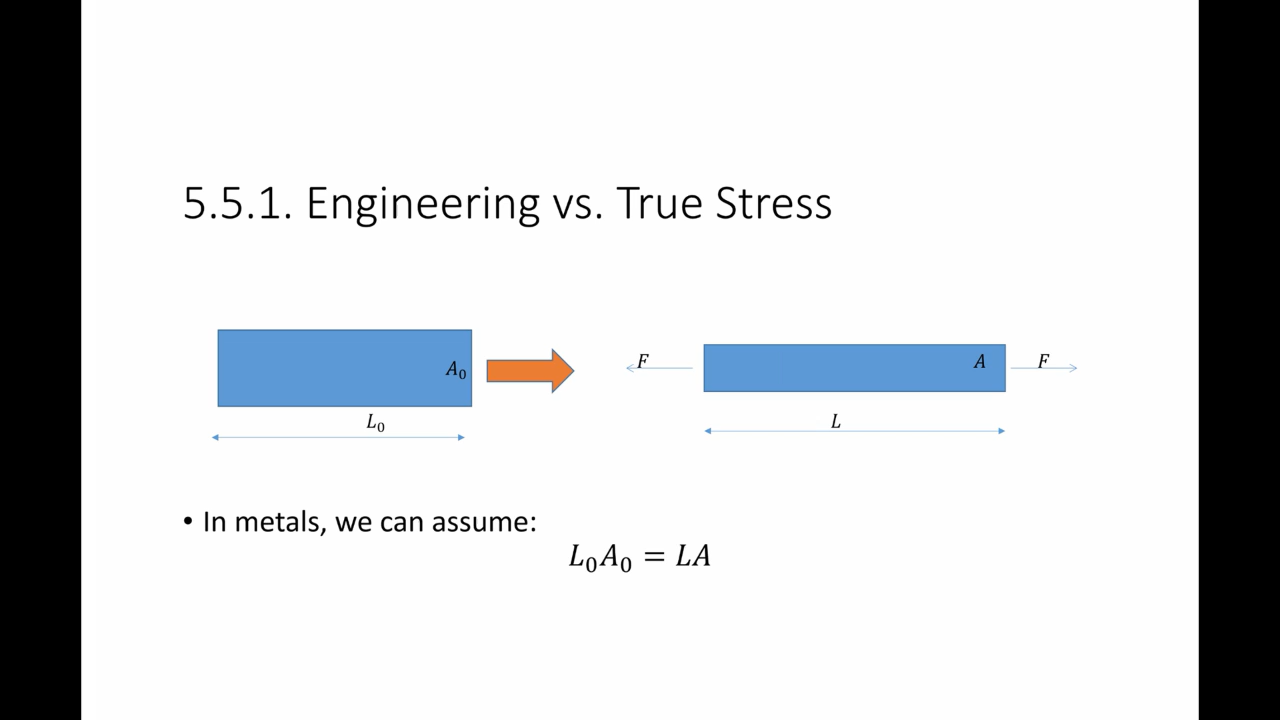 5.5.1. Engineering vs. True Stress
A₀
F
A
F
L₀
L
• In metals, we can assume:
L₀A₀ = LA